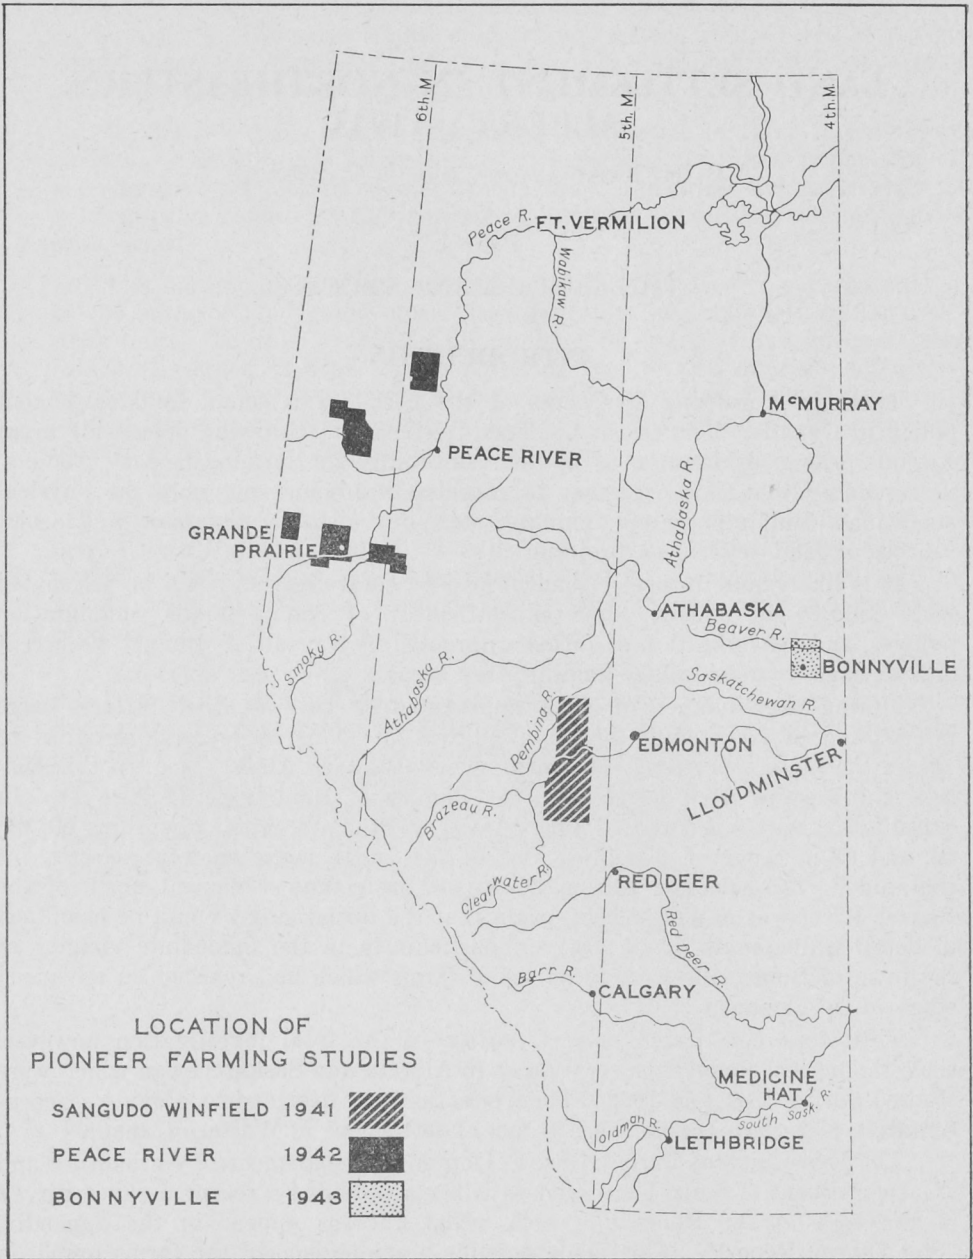 6th. M
5th. M.
4th. M.
Peace R.
FT. VERMILION
Wabikaw R.
McMURRAY
PEACE RIVER
Athabaska R.
GRANDE
PRAIRIE
ATHABASKA
Beaver R.
BONNYVILLE
Smoky R.
Athabaska R.
Saskatchewan R.
Pembina R.
EDMONTON
LLOYDMINSTER
Brazeau R.
Clearwater R.
RED DEER
Red Deer R.
Barr R.
CALGARY
MEDICINE
HAT
South Sask. R.
Oldman R.
LETHBRIDGE
LOCATION OF
PIONEER FARMING STUDIES
SANGUDO WINFIELD 1941
PEACE RIVER 1942
BONNYVILLE 1943